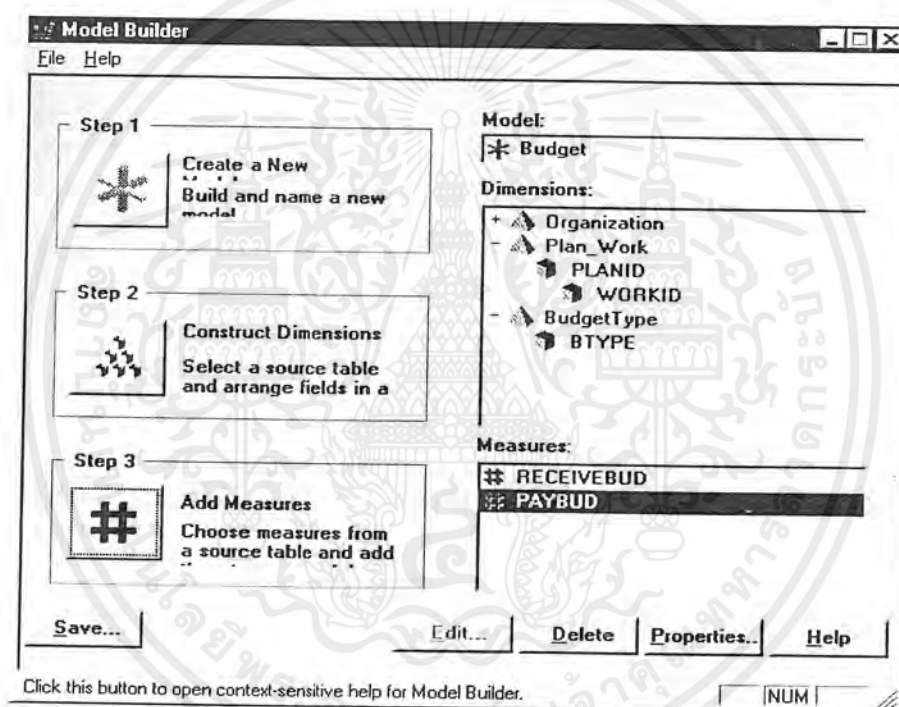 Model Builder
File Help
Step 1
Create a New
Build and name a new
model
Step 2
Construct Dimensions
Select a source table
and arrange fields in a
Step 3
Add Measures
Choose measures from
a source table and add
Model:
Budget
Dimensions:
+ Organization
- Plan_Work
PLANID
WORKID
- BudgetType
BTYPE
Measures:
RECEIVEBUD
PAYBUD
Save... Edit... Delete Properties.. Help
Click this button to open context-sensitive help for Model Builder.
NUM